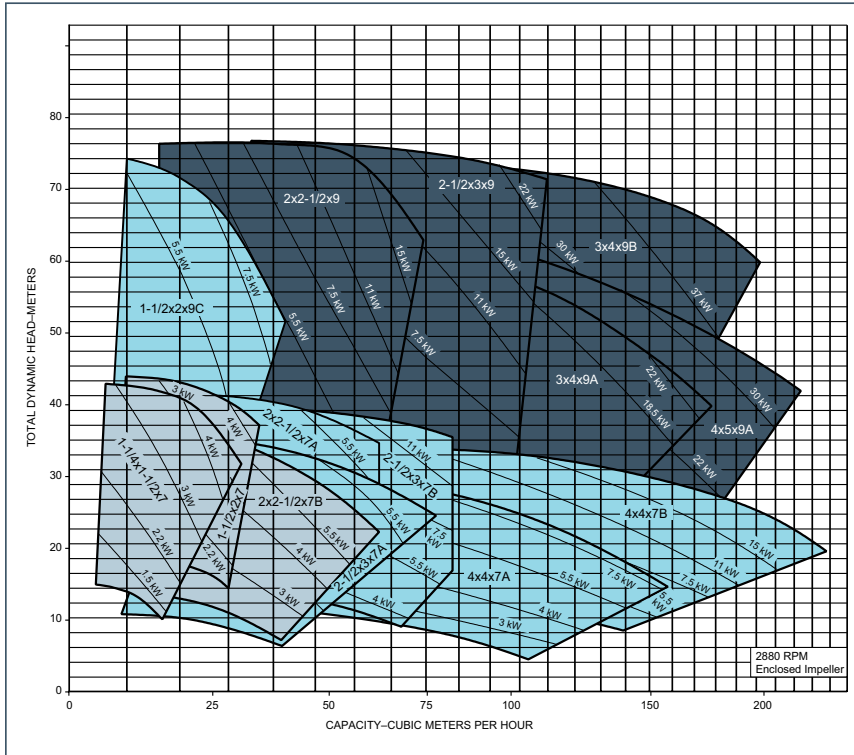 80
70
60
50
40
30
20
10
0
0
25
50
75
100
150
200
TOTAL DYNAMIC HEAD–METERS
CAPACITY–CUBIC METERS PER HOUR
2880 RPM
Enclosed Impeller
2x2-1/2x9
2-1/2x3x9
3x4x9B
1-1/2x2x9C
3x4x9A
4x5x9A
2x2-1/2x7A
2-1/2x3x7B
1-1/4x1-1/2x7
1-1/2x2x7
2x2-1/2x7B
2-1/2x3x7A
4x4x7A
4x4x7B
22 kW
5.5 kW
7.5 kW
15 kW
11 kW
15 kW
30 kW
37 kW
5.5 kW
7.5 kW
7.5 kW
11 kW
22 kW
18.5 kW
30 kW
22 kW
3 kW
4 kW
4 kW
5.5 kW
11 kW
3 kW
2.2 kW
2.2 kW
1.5 kW
5.5 kW
4 kW
3 kW
5.5 kW
7.5 kW
5.5 kW
4 kW
5.5 kW
4 kW
3 kW
7.5 kW
5.5 kW
7.5 kW
11 kW
15 kW